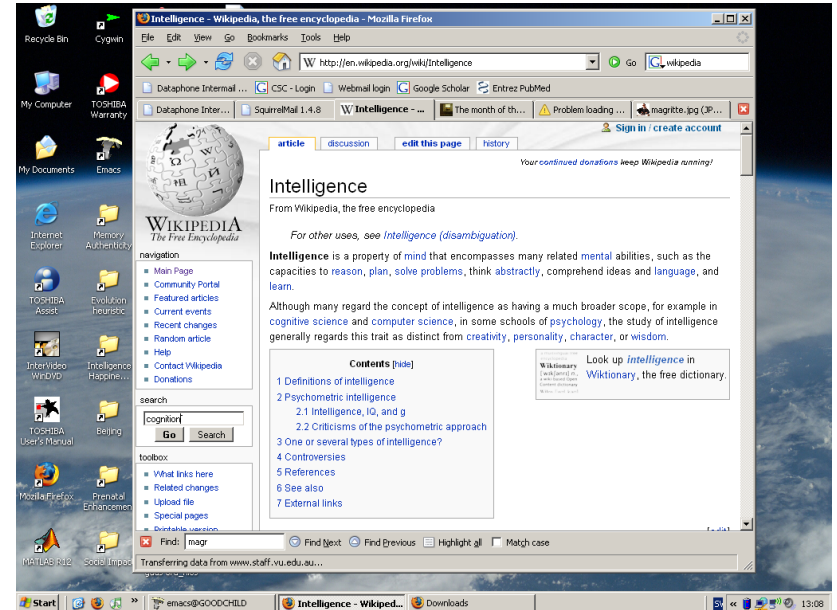 Recycle Bin
Cygwin
My Computer
TOSHIBA
Warranty
My Documents
Emacs
Internet
Explorer
Memory
Authenticity
TOSHIBA
Assist
Evolution
heuristic
InterVideo
WinDVD
Intelligence
Happine...
TOSHIBA
User's Manual
Beijing
Mozilla Firefox
Prenatal
Enhancemen
MATLAB R12
Social Impac
Intelligence - Wikipedia, the free encyclopedia - Mozilla Firefox
File Edit View Go Bookmarks Tools Help
http://en.wikipedia.org/wiki/Intelligence Go wikipedia
Dataphone Intermail ... CSC - Login Webmail login Google Scholar Entrez PubMed
Dataphone Inter... SquirrelMail 1.4.8 Intelligence - ... The month of th... Problem loading ... magritte.jpg (JP...
Sign in / create account
article discussion edit this page history
Your continued donations keep Wikipedia running!
WIKIPEDIA
The Free Encyclopedia
navigation
Main Page
Community Portal
Featured articles
Current events
Recent changes
Random article
Help
Contact Wikipedia
Donations
search
cognition
Go Search
toolbox
What links here
Related changes
Upload file
Special pages
Printable version
Intelligence
From Wikipedia, the free encyclopedia
For other uses, see Intelligence (disambiguation).
Intelligence is a property of mind that encompasses many related mental abilities, such as the
capacities to reason, plan, solve problems, think abstractly, comprehend ideas and language, and
learn.
Although many regard the concept of intelligence as having a much broader scope, for example in
cognitive science and computer science, in some schools of psychology, the study of intelligence
generally regards this trait as distinct from creativity, personality, character, or wisdom.
Contents [hide]
1 Definitions of intelligence
2 Psychometric intelligence
2.1 Intelligence, IQ, and g
2.2 Criticisms of the psychometric approach
3 One or several types of intelligence?
4 Controversies
5 References
6 See also
7 External links
Wiktionary
Look up intelligence in
Wiktionary, the free dictionary.
[edit]
Find: magr Find Next Find Previous Highlight all Match case
Transferring data from www.staff.vu.edu.au...
Start » emacs@GOODCHILD Intelligence - Wikiped... Downloads SV « 13:08